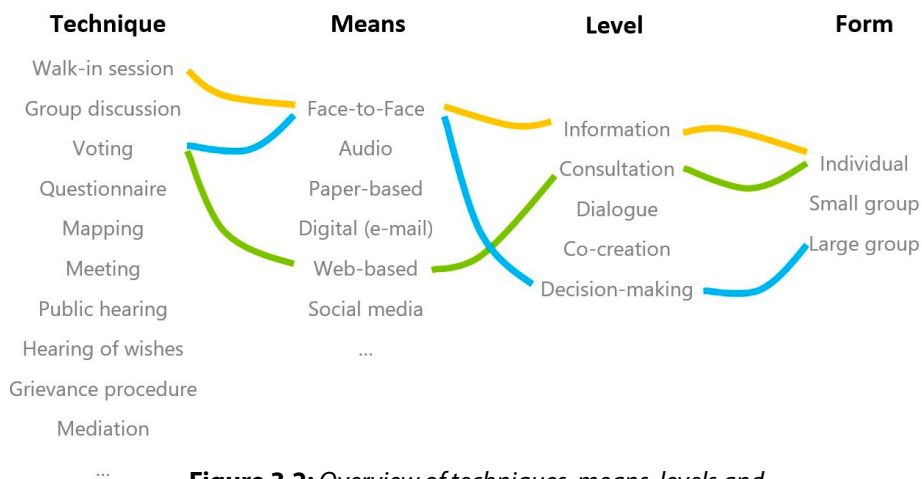 Technique
Means
Level
Form
Walk-in session
Group discussion
Voting
Questionnaire
Mapping
Meeting
Public hearing
Hearing of wishes
Grievance procedure
Mediation
...
Face-to-Face
Audio
Paper-based
Digital (e-mail)
Web-based
Social media
...
Information
Consultation
Dialogue
Co-creation
Decision-making
Individual
Small group
Large group
Figure 3.2: Overview of techniques, means, levels and